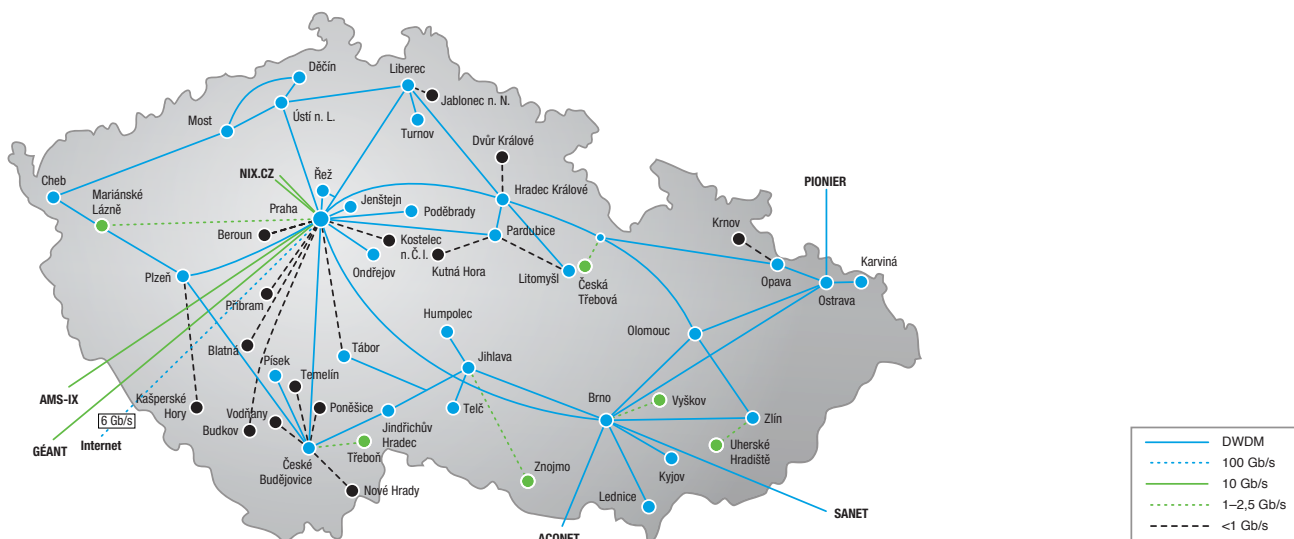 Děčín
Liberec
Jablonec n. N.
Most
Ústí n. L.
Turnov
Dvůr Králové
NIX.CZ
Řež
PIONIER
Cheb
Mariánské
Lázně
Jenštejn
Hradec Králové
Praha
Poděbrady
Krnov
Beroun
Kostelec
n. Č. l.
Pardubice
Karviná
Plzeň
Ondřejov
Kutná Hora
Litomyšl
Česká
Třebová
Opava
Ostrava
Příbram
Humpolec
Olomouc
Blatná
Písek
Tábor
Jihlava
Temelín
AMS-IX
Kašperské
Hory
Vodňany
Poněšice
Telč
Brno
Vyškov
6 Gb/s
Zlín
GÉANT
Internet
Budkov
Jindřichův
Hradec
Třeboň
Uherské
Hradiště
České
Budějovice
Znojmo
Kyjov
Nové Hrady
Lednice
SANET
ACONET
DWDM
100 Gb/s
10 Gb/s
1–2,5 Gb/s
<1 Gb/s